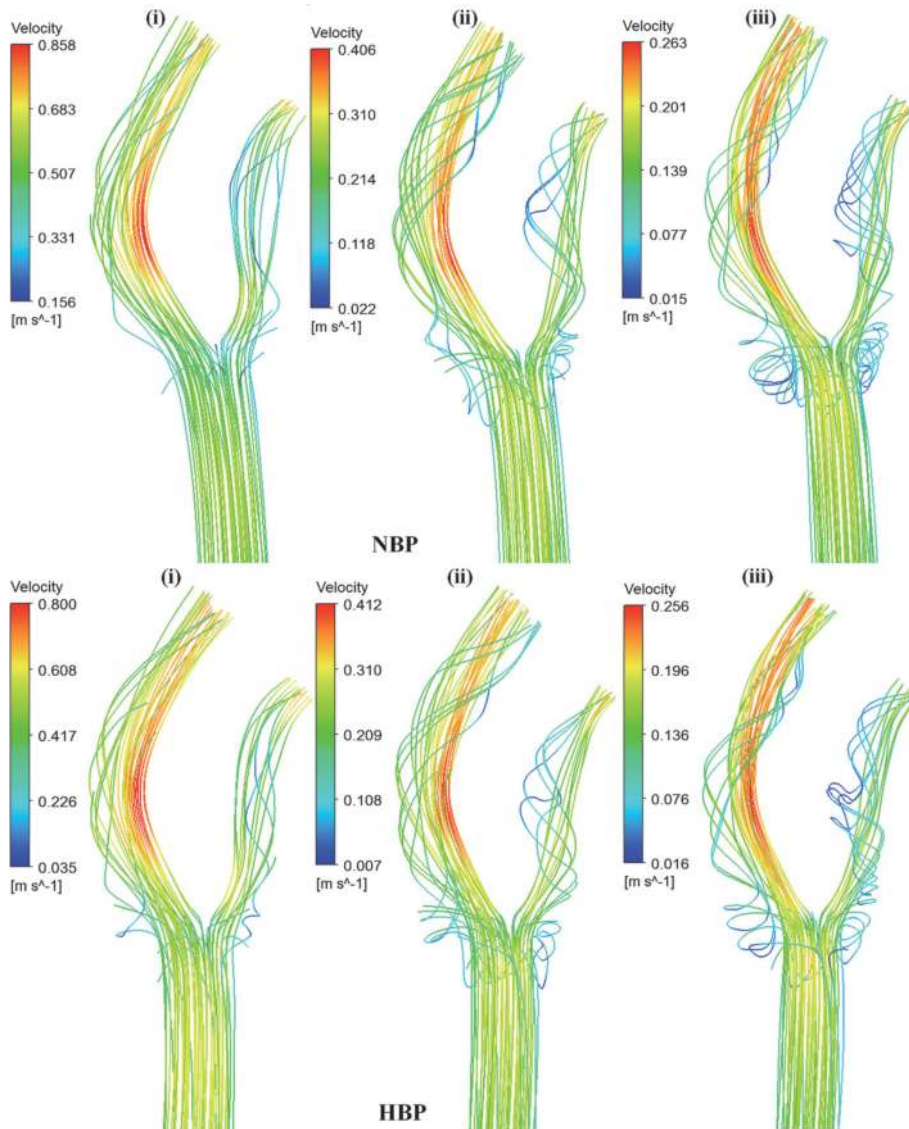 (i)
Velocity
0.858
0.683
0.507
0.331
0.156
[m s^-1]
(ii)
Velocity
0.406
0.310
0.214
0.118
0.022
[m s^-1]
(iii)
Velocity
0.263
0.201
0.139
0.077
0.015
[m s^-1]
NBP
(i)
Velocity
0.800
0.608
0.417
0.226
0.035
[m s^-1]
(ii)
Velocity
0.412
0.310
0.209
0.108
0.007
[m s^-1]
(iii)
Velocity
0.256
0.196
0.136
0.076
0.016
[m s^-1]
HBP